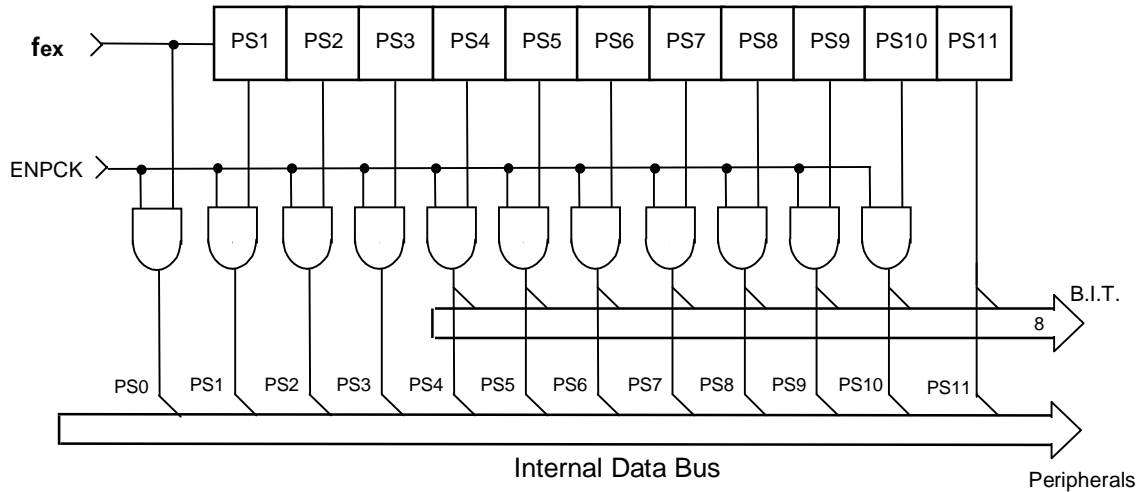 fex
PS1 PS2 PS3 PS4 PS5 PS6 PS7 PS8 PS9 PS10 PS11
ENPCK
B.I.T.
8
PS0 PS1 PS2 PS3 PS4 PS5 PS6 PS7 PS8 PS9 PS10 PS11
Internal Data Bus
Peripherals